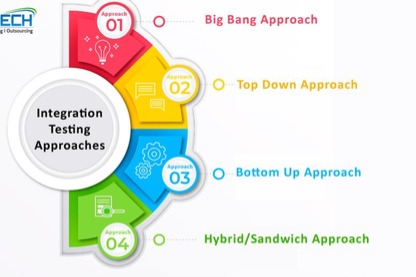 ECH
g | Outsourcing
Approach
01
Big Bang Approach
Approach
02
Top Down Approach
Integration
Testing
Approaches
Approach
03
Bottom Up Approach
Approach
04
Hybrid/Sandwich Approach